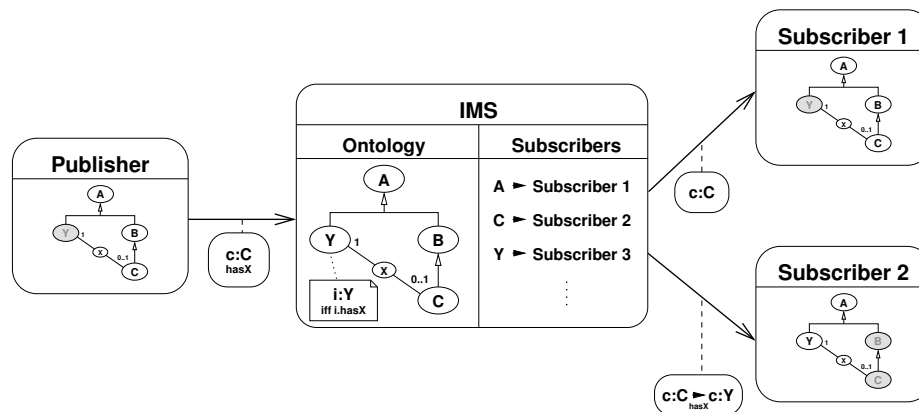 Publisher
A
Y
1
B
X
0..1
C
c:C
hasX
IMS
Ontology
A
Y
1
B
X
0..1
C
i:Y
iff i.hasX
Subscribers
A ► Subscriber 1
C ► Subscriber 2
Y ► Subscriber 3
⋮
c:C
c:C ► c:Y
hasX
Subscriber 1
A
Y
1
B
X
0..1
C
Subscriber 2
A
Y
1
B
X
0..1
C